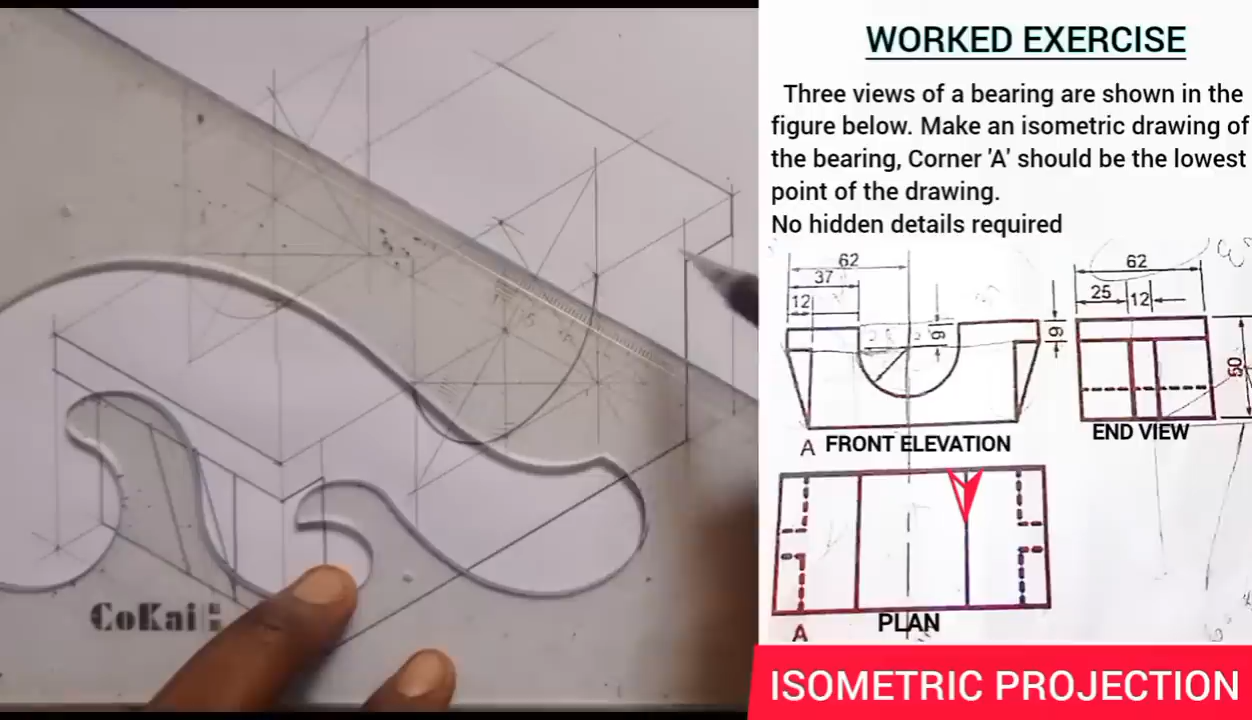 WORKED EXERCISE
Three views of a bearing are shown in the
figure below. Make an isometric drawing of
the bearing, Corner 'A' should be the lowest
point of the drawing.
No hidden details required
62
37
12
9
9
62
25
12
50
A FRONT ELEVATION
END VIEW
PLAN
A
ISOMETRIC PROJECTION
CoKai